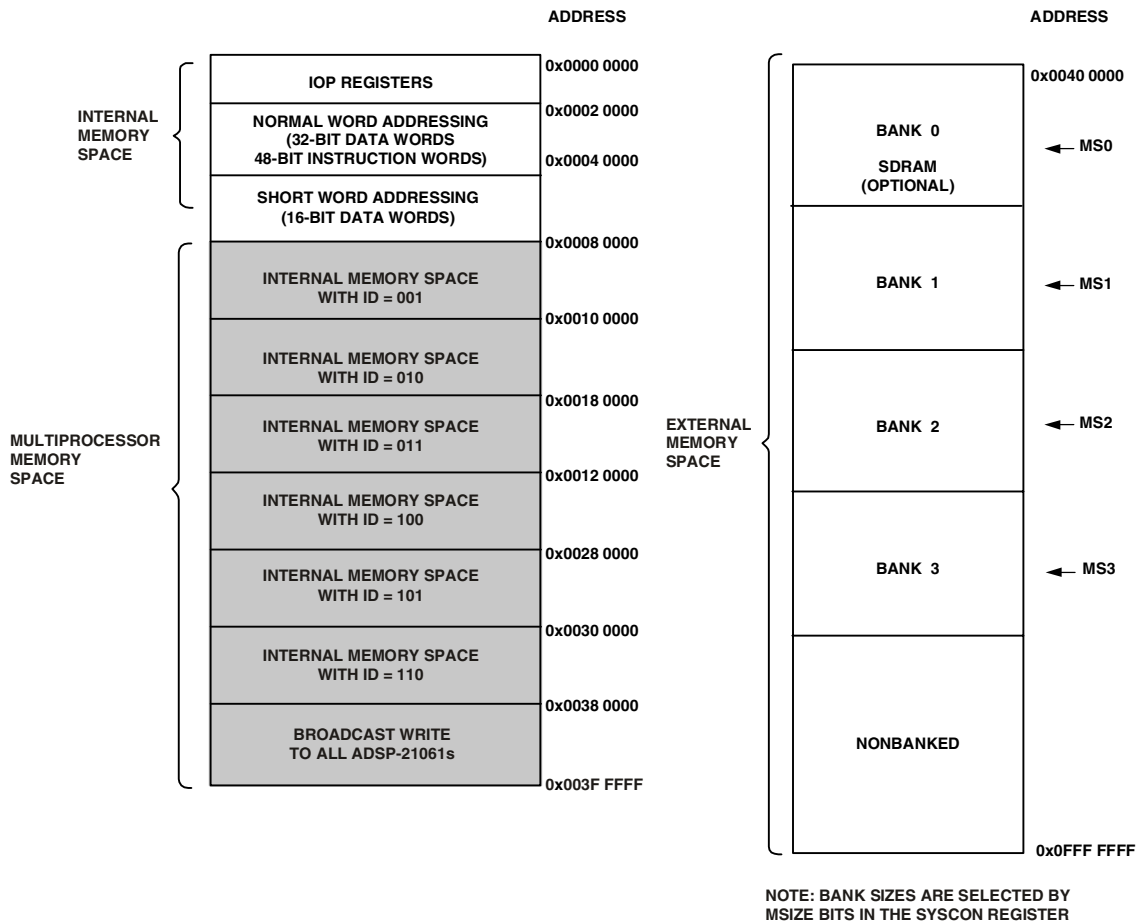 ADDRESS
0x0000 0000
IOP REGISTERS
0x0002 0000
INTERNAL
MEMORY
SPACE
NORMAL WORD ADDRESSING
(32-BIT DATA WORDS
48-BIT INSTRUCTION WORDS)
0x0004 0000
SHORT WORD ADDRESSING
(16-BIT DATA WORDS)
0x0008 0000
INTERNAL MEMORY SPACE
WITH ID = 001
0x0010 0000
INTERNAL MEMORY SPACE
WITH ID = 010
0x0018 0000
MULTIPROCESSOR
MEMORY
SPACE
INTERNAL MEMORY SPACE
WITH ID = 011
0x0012 0000
INTERNAL MEMORY SPACE
WITH ID = 100
0x0028 0000
INTERNAL MEMORY SPACE
WITH ID = 101
0x0030 0000
INTERNAL MEMORY SPACE
WITH ID = 110
0x0038 0000
BROADCAST WRITE
TO ALL ADSP-21061s
0x003F FFFF
ADDRESS
0x0040 0000
BANK 0
MS0
SDRAM
(OPTIONAL)
BANK 1
MS1
EXTERNAL
MEMORY
SPACE
BANK 2
MS2
BANK 3
MS3
NONBANKED
0x0FFF FFFF
NOTE: BANK SIZES ARE SELECTED BY
MSIZE BITS IN THE SYSCON REGISTER